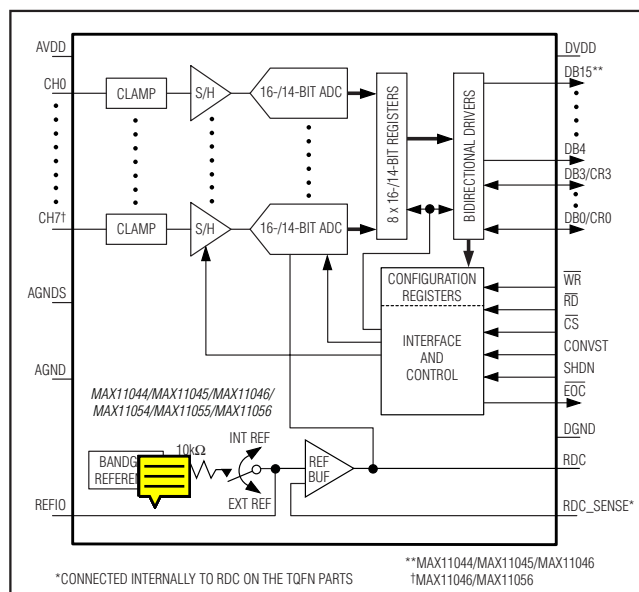 AVDD
DVDD
DB15**
CH0
CLAMP
S/H
16-/14-BIT ADC
8 x 16-/14-BIT REGISTERS
BIDIRECTIONAL DRIVERS
DB4
DB3/CR3
CH7†
CLAMP
S/H
16-/14-BIT ADC
DB0/CR0
CONFIGURATION
REGISTERS
WR
RD
AGNDS
CS
INTERFACE
AND
CONTROL
CONVST
SHDN
AGND
EOC
MAX11044/MAX11045/MAX11046/
MAX11054/MAX11055/MAX11056
DGND
10kΩ
INT REF
REF
BUF
RDC
EXT REF
REFIO
RDC_SENSE*
*CONNECTED INTERNALLY TO RDC ON THE TQFN PARTS
**MAX11044/MAX11045/MAX11046
†MAX11046/MAX11056